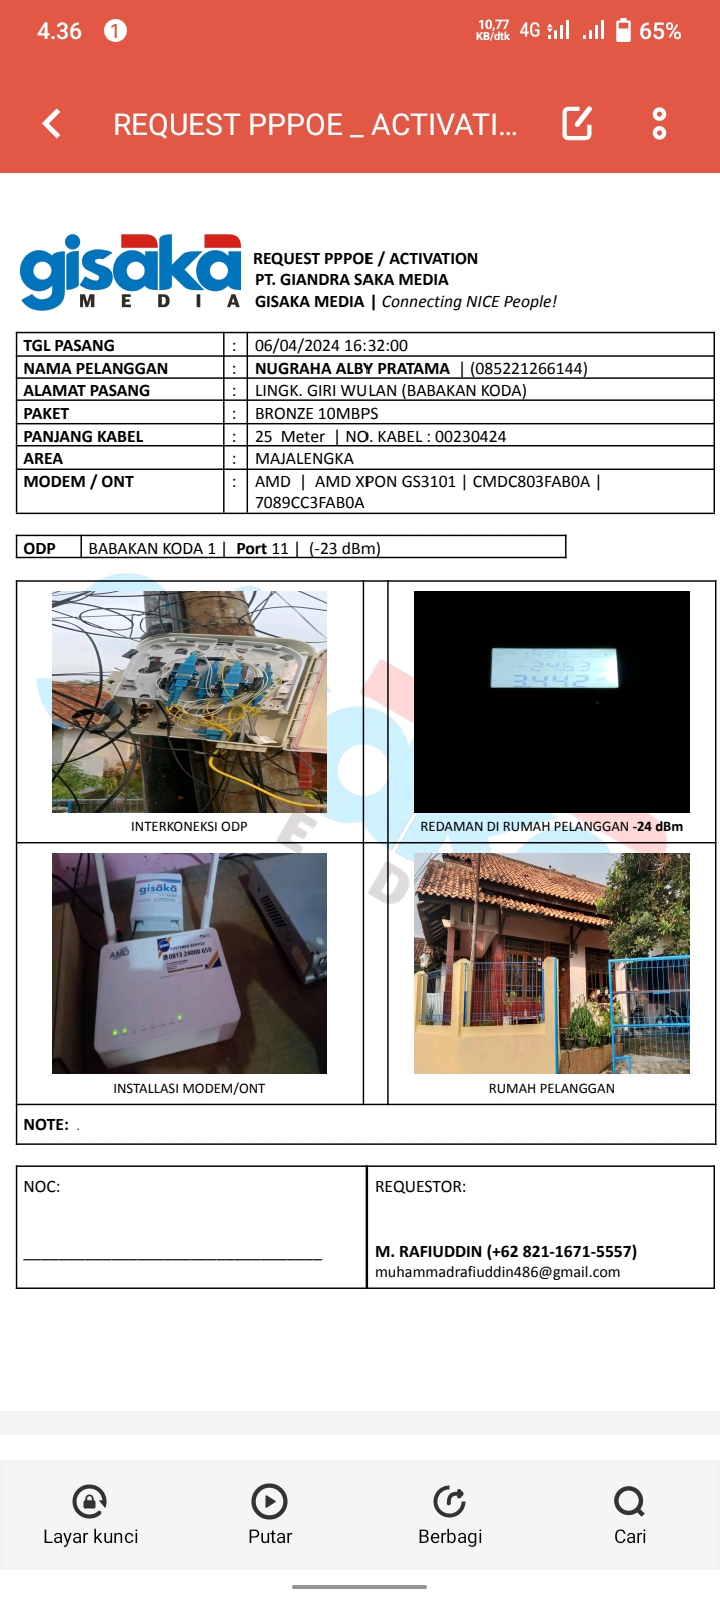 4.36 1 10,77 KB/dtk 4G 65%
REQUEST PPPOE _ ACTIVATI...
gisaka
MEDIA
REQUEST PPPOE / ACTIVATION
PT. GIANDRA SAKA MEDIA
GISAKA MEDIA | Connecting NICE People!
TGL PASANG : 06/04/2024 16:32:00
NAMA PELANGGAN : NUGRAHA ALBY PRATAMA | (085221266144)
ALAMAT PASANG : LINGK. GIRI WULAN (BABAKAN KODA)
PAKET : BRONZE 10MBPS
PANJANG KABEL : 25 Meter | NO. KABEL : 00230424
AREA : MAJALENGKA
MODEM / ONT : AMD | AMD XPON GS3101 | CMDC803FAB0A |
7089CC3FAB0A
ODP BABAKAN KODA 1 | Port 11 | (-23 dBm)
-24.53
3.442
INTERKONEKSI ODP
REDAMAN DI RUMAH PELANGGAN -24 dBm
gisaka
AMD
CUSTOMER SERVICE
0813 24000 650
INSTALLASI MODEM/ONT
RUMAH PELANGGAN
NOTE: .
NOC:
REQUESTOR:
M. RAFIUDDIN (+62 821-1671-5557)
muhammadrafiuddin486@gmail.com
Layar kunci
Putar
Berbagi
Cari